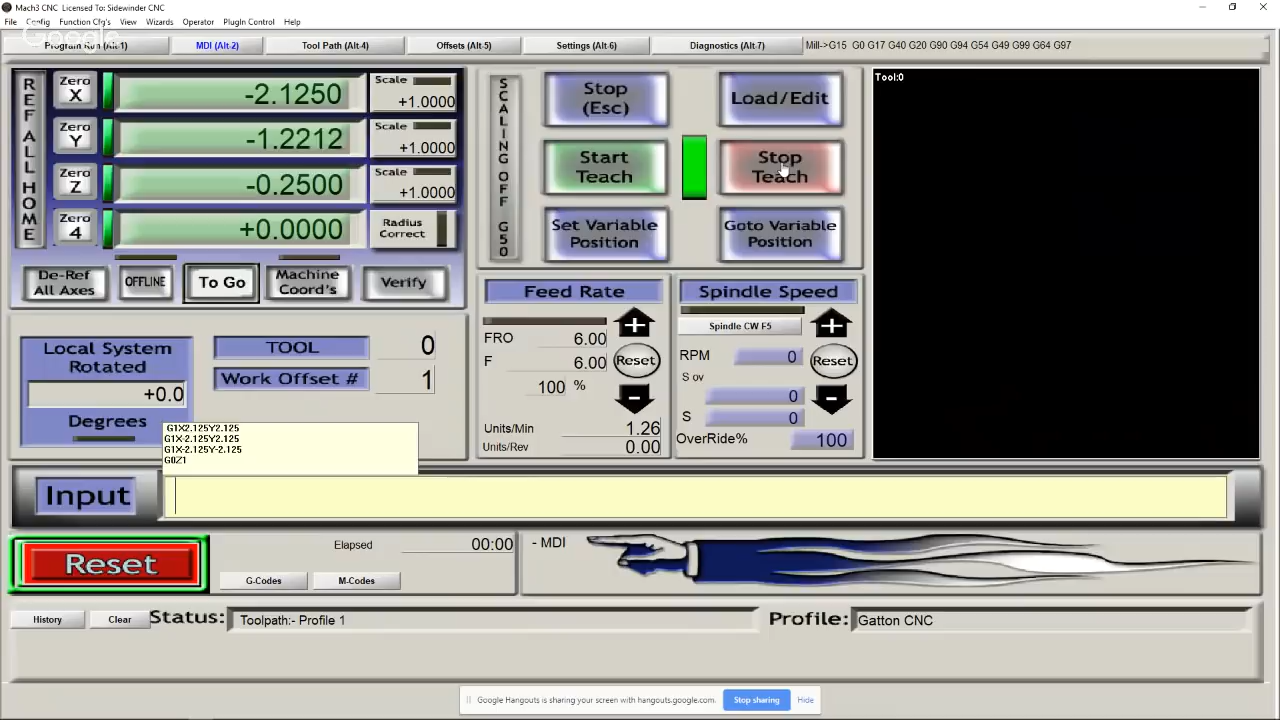 Mach3 CNC Licensed To: Sidewinder CNC
File Config Function Cfg's View Wizards Operator PlugIn Control Help
Google
Program Run (Alt-1) MDI (Alt-2) Tool Path (Alt-4) Offsets (Alt-5) Settings (Alt-6) Diagnostics (Alt-7) Mill->G15 G0 G17 G40 G20 G90 G94 G54 G49 G99 G64 G97
REF ALL HOME
Zero X -2.1250 Scale +1.0000
Zero Y -1.2212 Scale +1.0000
Zero Z -0.2500 Scale +1.0000
Zero 4 +0.0000 Radius Correct
De-Ref All Axes OFFLINE To Go Machine Coord's Verify
SCALING OFF G50
Stop (Esc) Load/Edit
Start Teach Stop Teach
Set Variable Position Goto Variable Position
Tool:0
Feed Rate
FRO 6.00
F 6.00
Reset
100 %
Units/Min 1.26
Units/Rev 0.00
Spindle Speed
Spindle CW F5
RPM 0
Reset
S ov 0
S 0
OverRide% 100
Local System Rotated
+0.0
Degrees
TOOL 0
Work Offset # 1
G1X2.125Y2.125
G1X-2.125Y2.125
G1X-2.125Y-2.125
G0Z1
Input
Reset
Elapsed 00:00
G-Codes M-Codes
- MDI
History Clear Status: Toolpath:- Profile 1 Profile: Gatton CNC
Google Hangouts is sharing your screen with hangouts.google.com. Stop sharing Hide